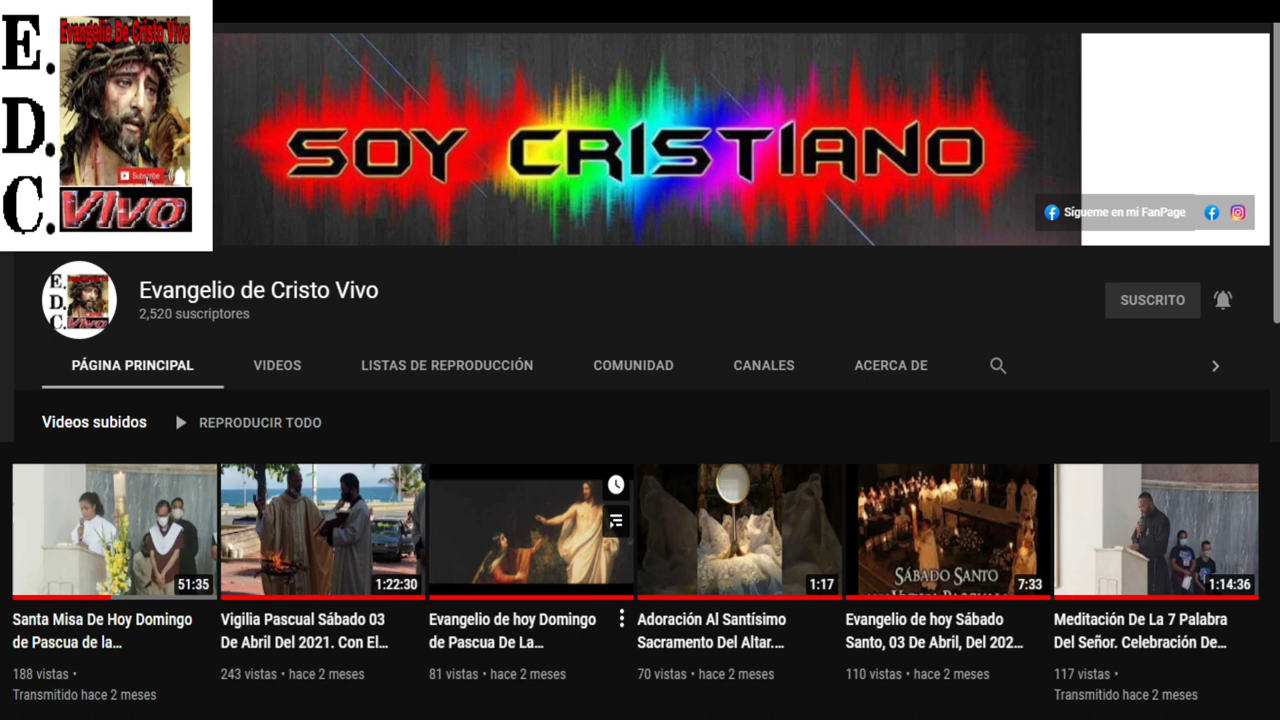 E.
D.
C.
Evangelio De Cristo Vivo
Subscribe
Vivo
SOY CRISTIANO
Sígueme en mi FanPage
E.
D.
C.
Vivo
Evangelio de Cristo Vivo
2,520 suscriptores
SUSCRITO
PÁGINA PRINCIPAL VIDEOS LISTAS DE REPRODUCCIÓN COMUNIDAD CANALES ACERCA DE
Videos subidos REPRODUCIR TODO
51:35
1:22:30
1:17
SÁBADO SANTO
7:33
1:14:36
Santa Misa De Hoy Domingo
de Pascua de la...
188 vistas •
Transmitido hace 2 meses
Vigilia Pascual Sábado 03
De Abril Del 2021. Con El...
243 vistas • hace 2 meses
Evangelio de hoy Domingo
de Pascua De La...
81 vistas • hace 2 meses
Adoración Al Santísimo
Sacramento Del Altar....
70 vistas • hace 2 meses
Evangelio de hoy Sábado
Santo, 03 De Abril, Del 202...
110 vistas • hace 2 meses
Meditación De La 7 Palabra
Del Señor. Celebración De...
117 vistas •
Transmitido hace 2 meses